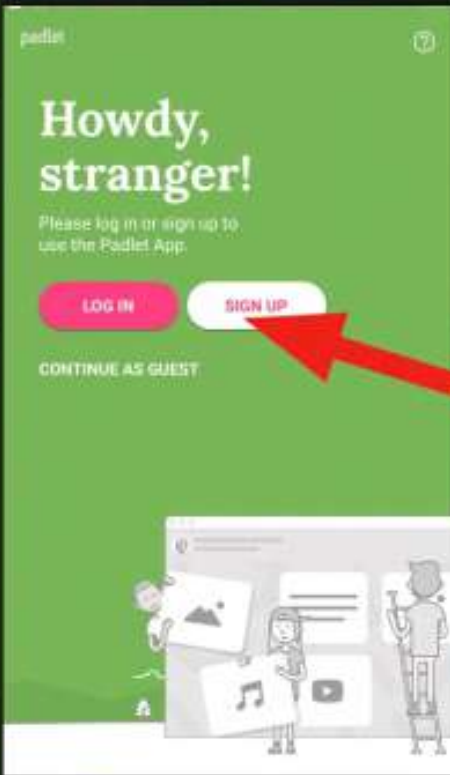 padlet
Howdy,
stranger!
Please log in or sign up to
use the Padlet App.
LOG IN
SIGN UP
CONTINUE AS GUEST